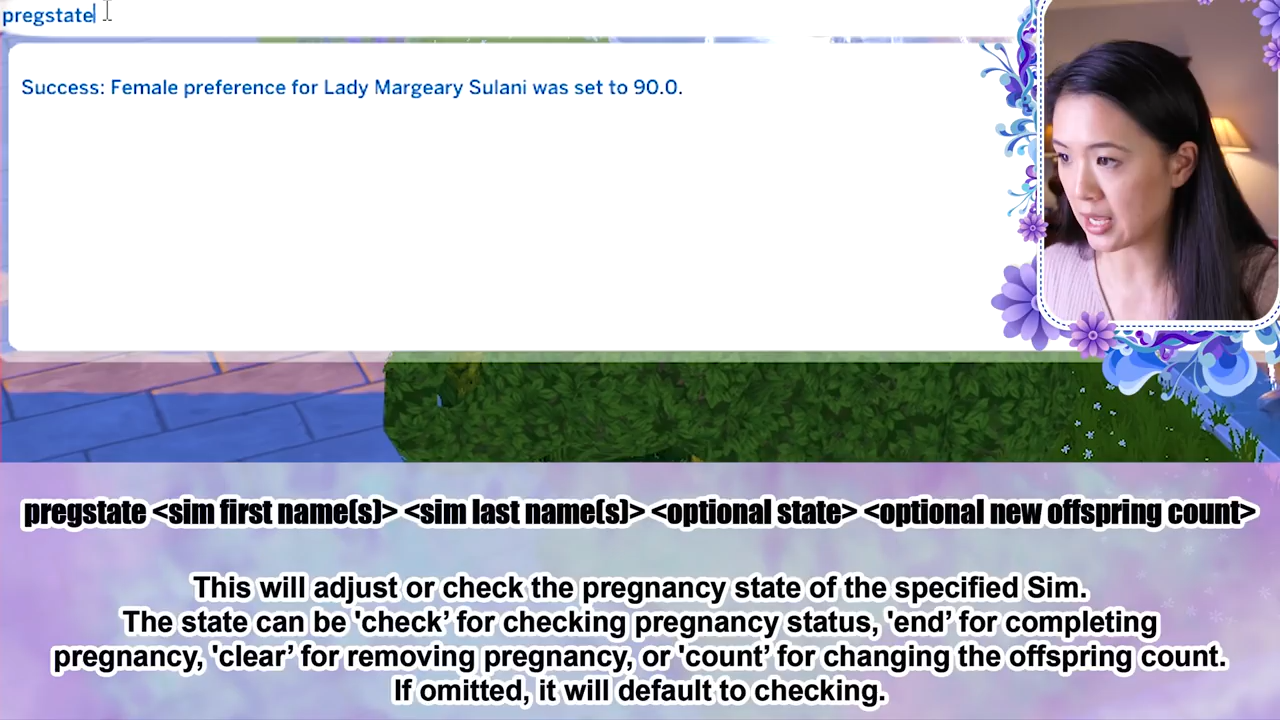 pregstate
Success: Female preference for Lady Margeary Sulani was set to 90.0.
pregstate <sim first name(s)> <sim last name(s)> <optional state> <optional new offspring count>
This will adjust or check the pregnancy state of the specified Sim.
The state can be 'check’ for checking pregnancy status, 'end’ for completing
pregnancy, 'clear’ for removing pregnancy, or 'count’ for changing the offspring count.
If omitted, it will default to checking.